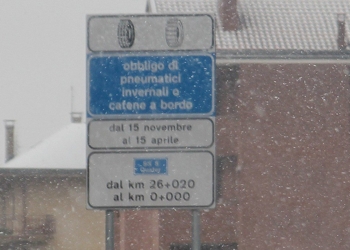 obbligo di
pneumatici
invernali o
catene a bordo
dal 15 novembre
al 15 aprile
dal km 26+020
al km 0+000